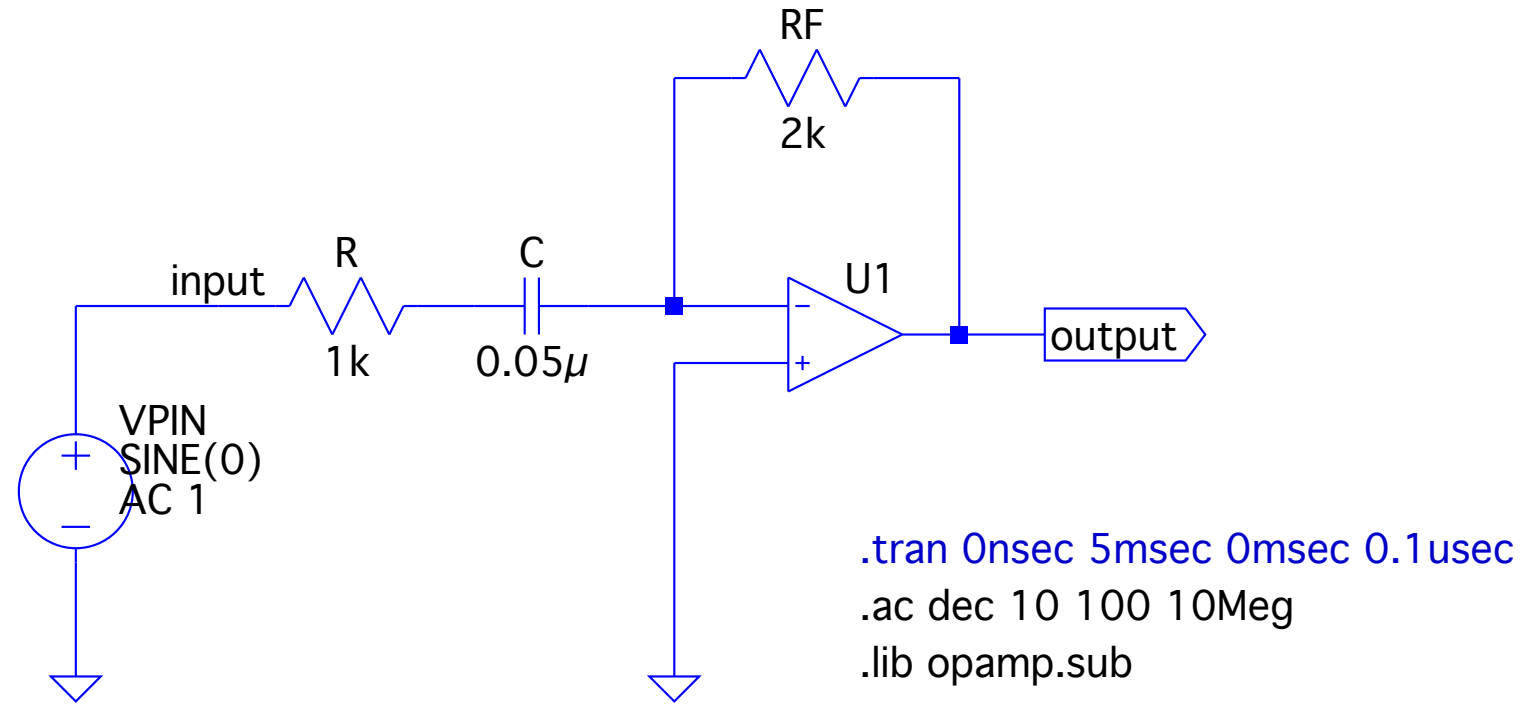 RF
2k
R
C
input
U1
1k
0.05µ
output
VPIN
SINE(0)
AC 1
.tran 0nsec 5msec 0msec 0.1usec
.ac dec 10 100 10Meg
.lib opamp.sub